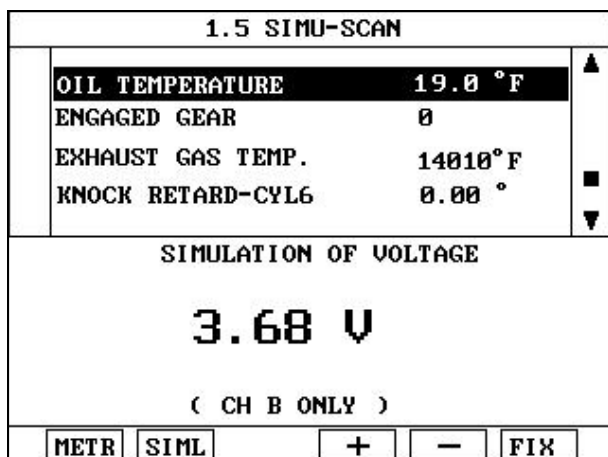 1.5 SIMU-SCAN
OIL TEMPERATURE 19.0 °F
ENGAGED GEAR 0
EXHAUST GAS TEMP. 14010°F
KNOCK RETARD-CYL6 0.00 °
SIMULATION OF VOLTAGE
3.68 V
( CH B ONLY )
METR SIML + - FIX